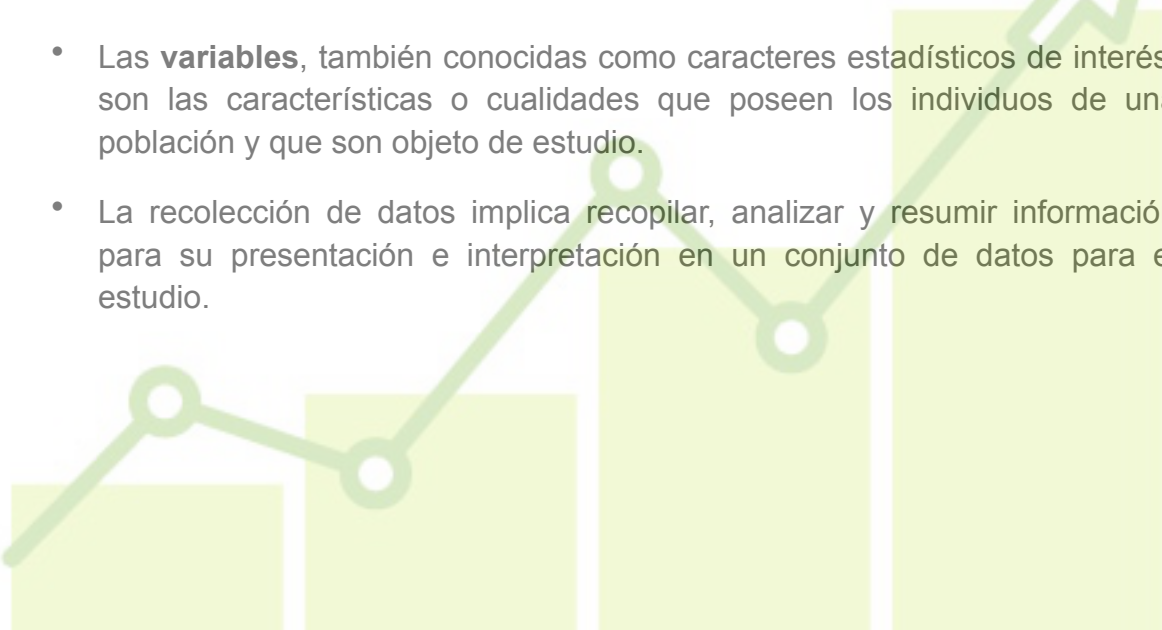 • Las variables, también conocidas como caracteres estadísticos de interés
son las características o cualidades que poseen los individuos de una
población y que son objeto de estudio.
• La recolección de datos implica recopilar, analizar y resumir informació
para su presentación e interpretación en un conjunto de datos para e
estudio.